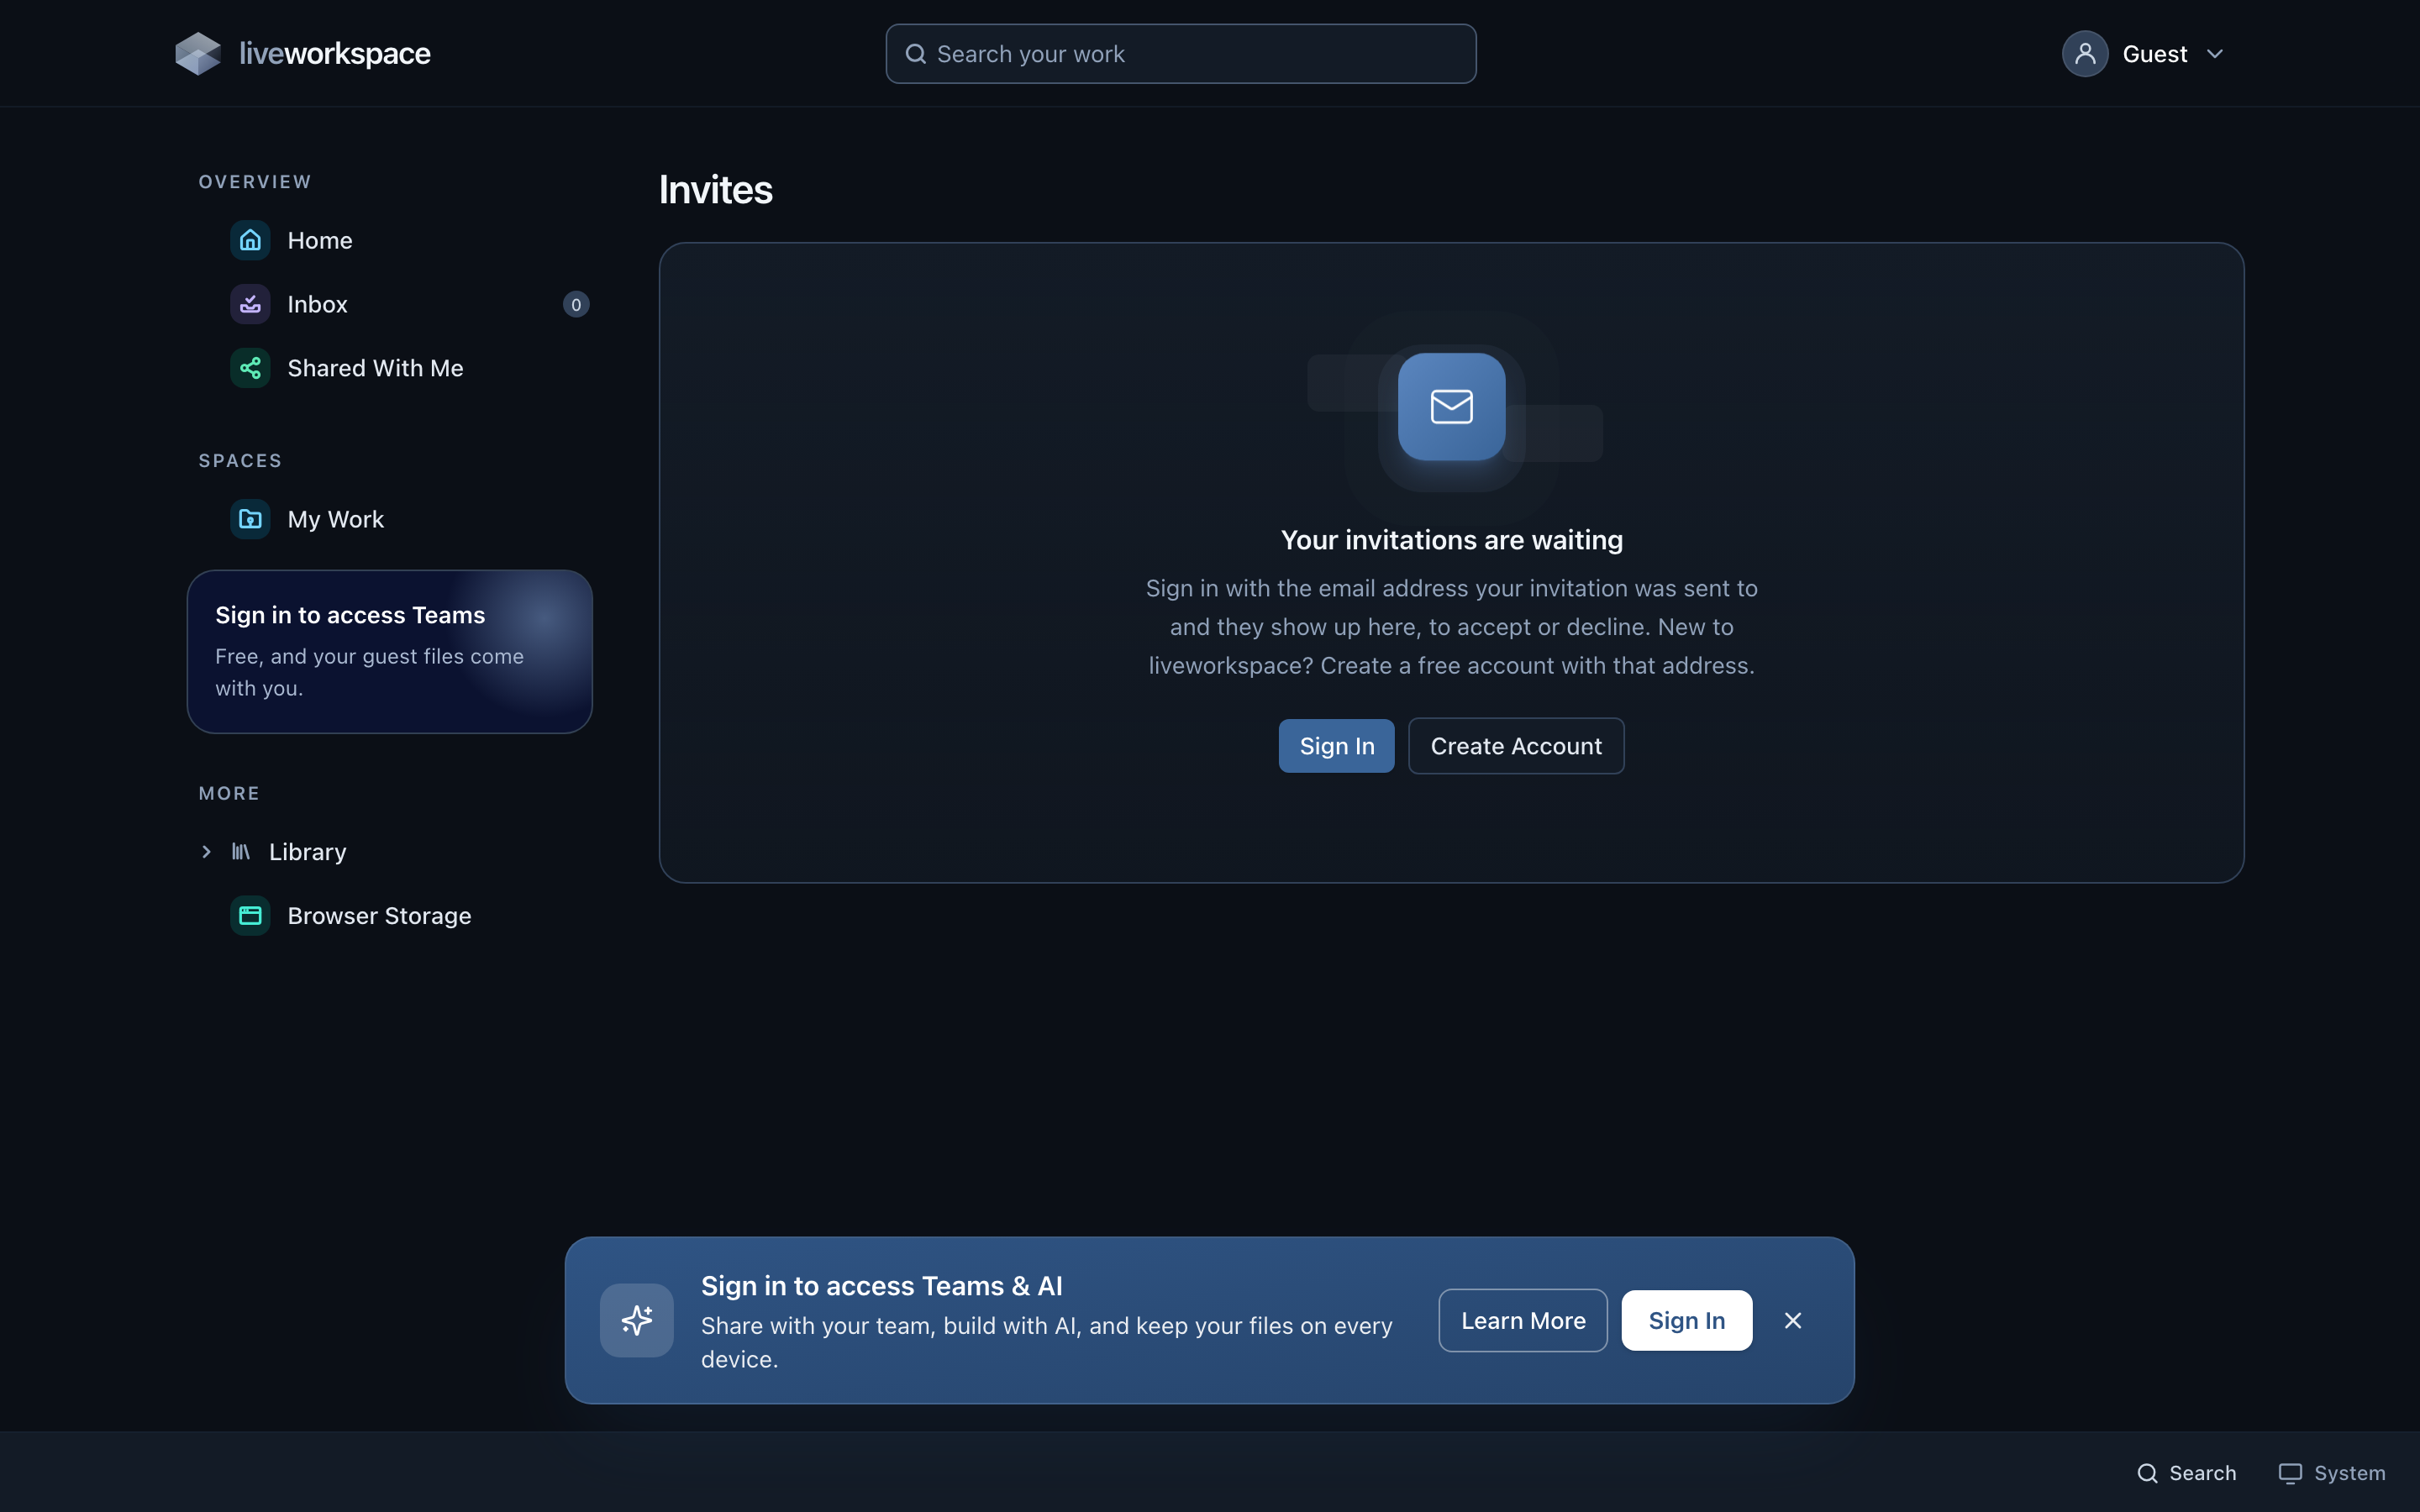 liveworkspace
Search your work
Guest
OVERVIEW
Home
Inbox
0
Shared With Me
SPACES
My Work
Sign in to access Teams
Free, and your guest files come
with you.
MORE
Library
Browser Storage
Invites
Your invitations are waiting
Sign in with the email address your invitation was sent to
and they show up here, to accept or decline. New to
liveworkspace? Create a free account with that address.
Sign In
Create Account
Sign in to access Teams & AI
Share with your team, build with AI, and keep your files on every
device.
Learn More
Sign In
Search
System